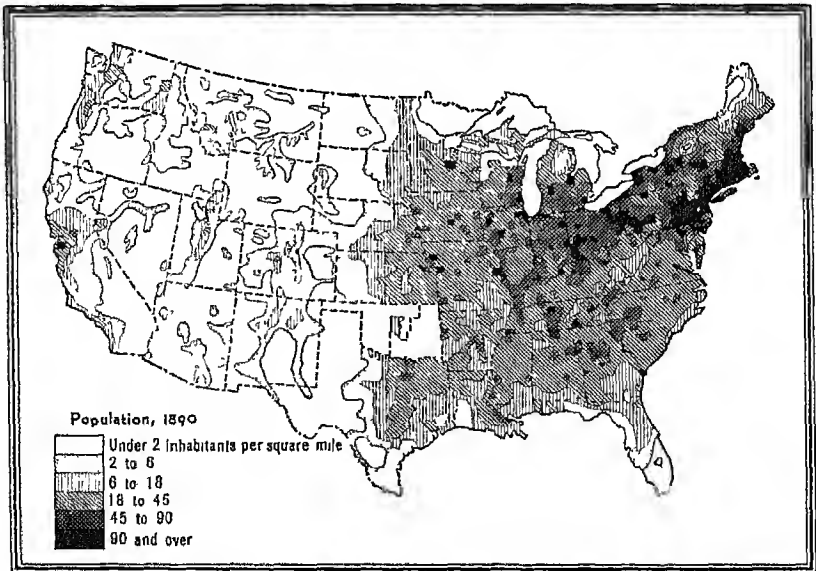 Population, 1890
Under 2 inhabitants per square mile
2 to 6
6 to 18
18 to 45
45 to 90
90 and over